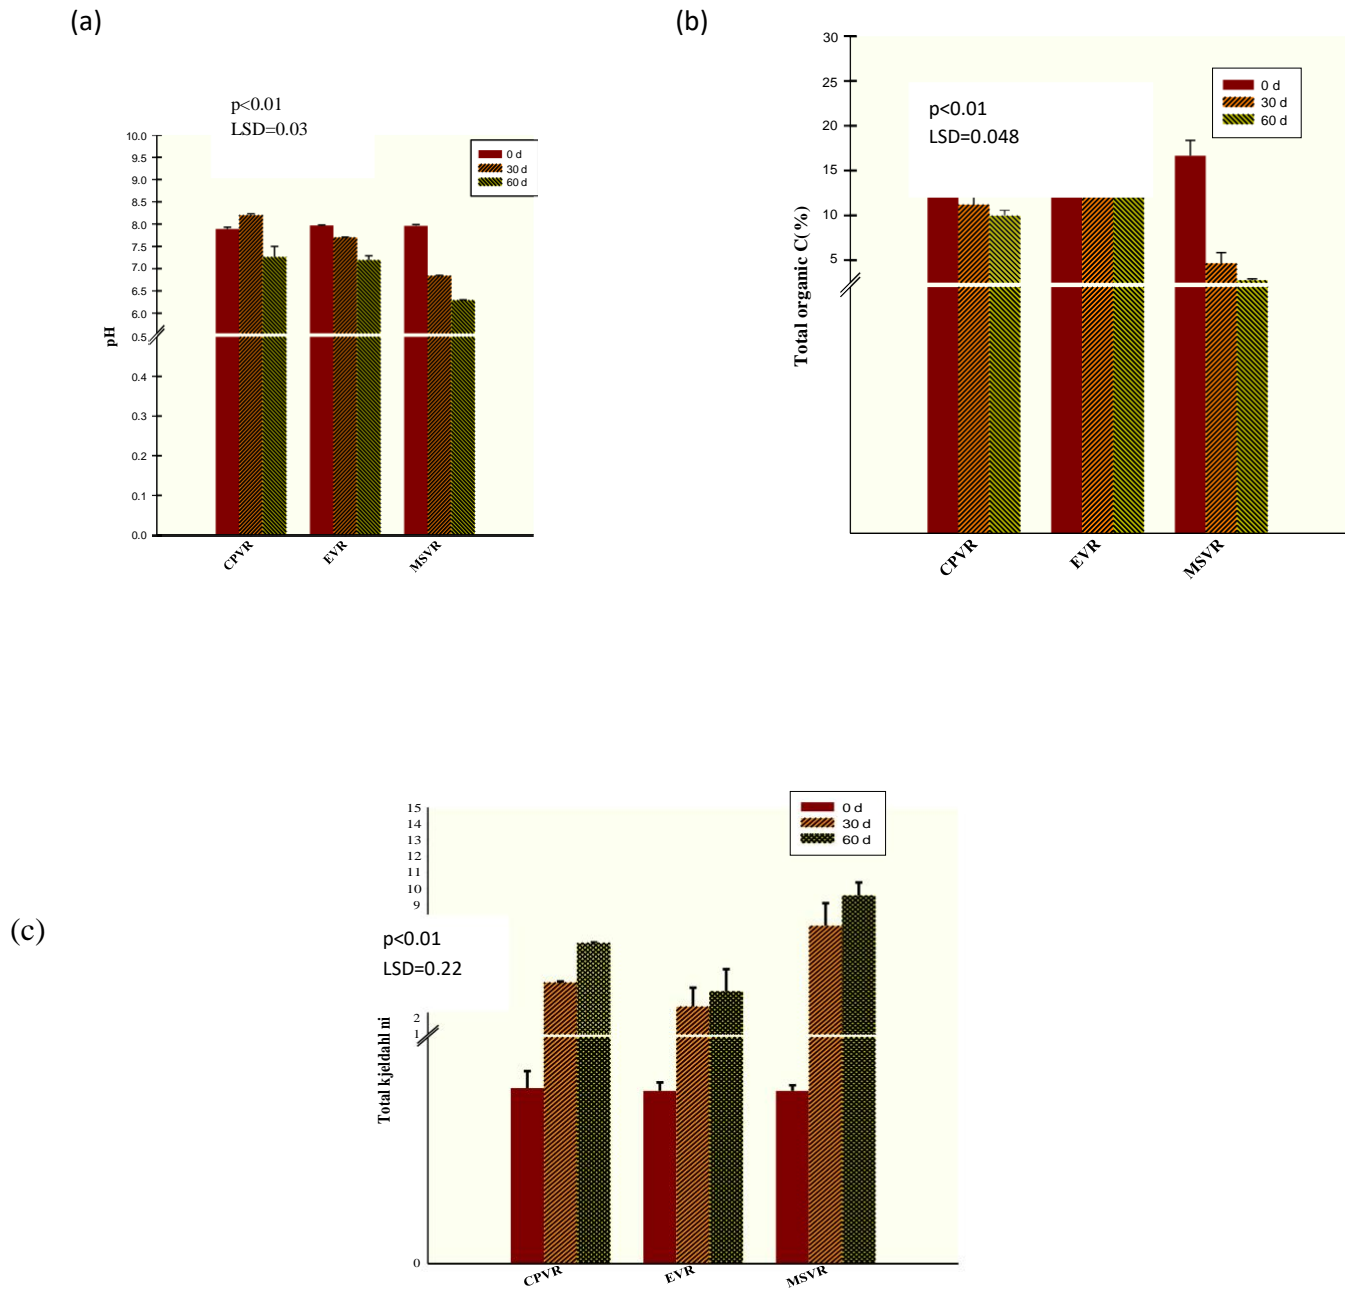 (a)
p<0.01
LSD=0.03
10.0
9.5
9.0
8.5
8.0
7.5
7.0
6.5
6.0
0.5
0.4
0.3
0.2
0.1
0.0
pH
0 d
30 d
60 d
CPVR
EVR
MSVR
(b)
p<0.01
LSD=0.048
30
25
20
15
10
5
Total organic C(%)
0 d
30 d
60 d
CPVR
EVR
MSVR
(c)
p<0.01
LSD=0.22
15
14
13
12
11
10
9
2
1
0
Total kjeldahl ni
0 d
30 d
60 d
CPVR
EVR
MSVR